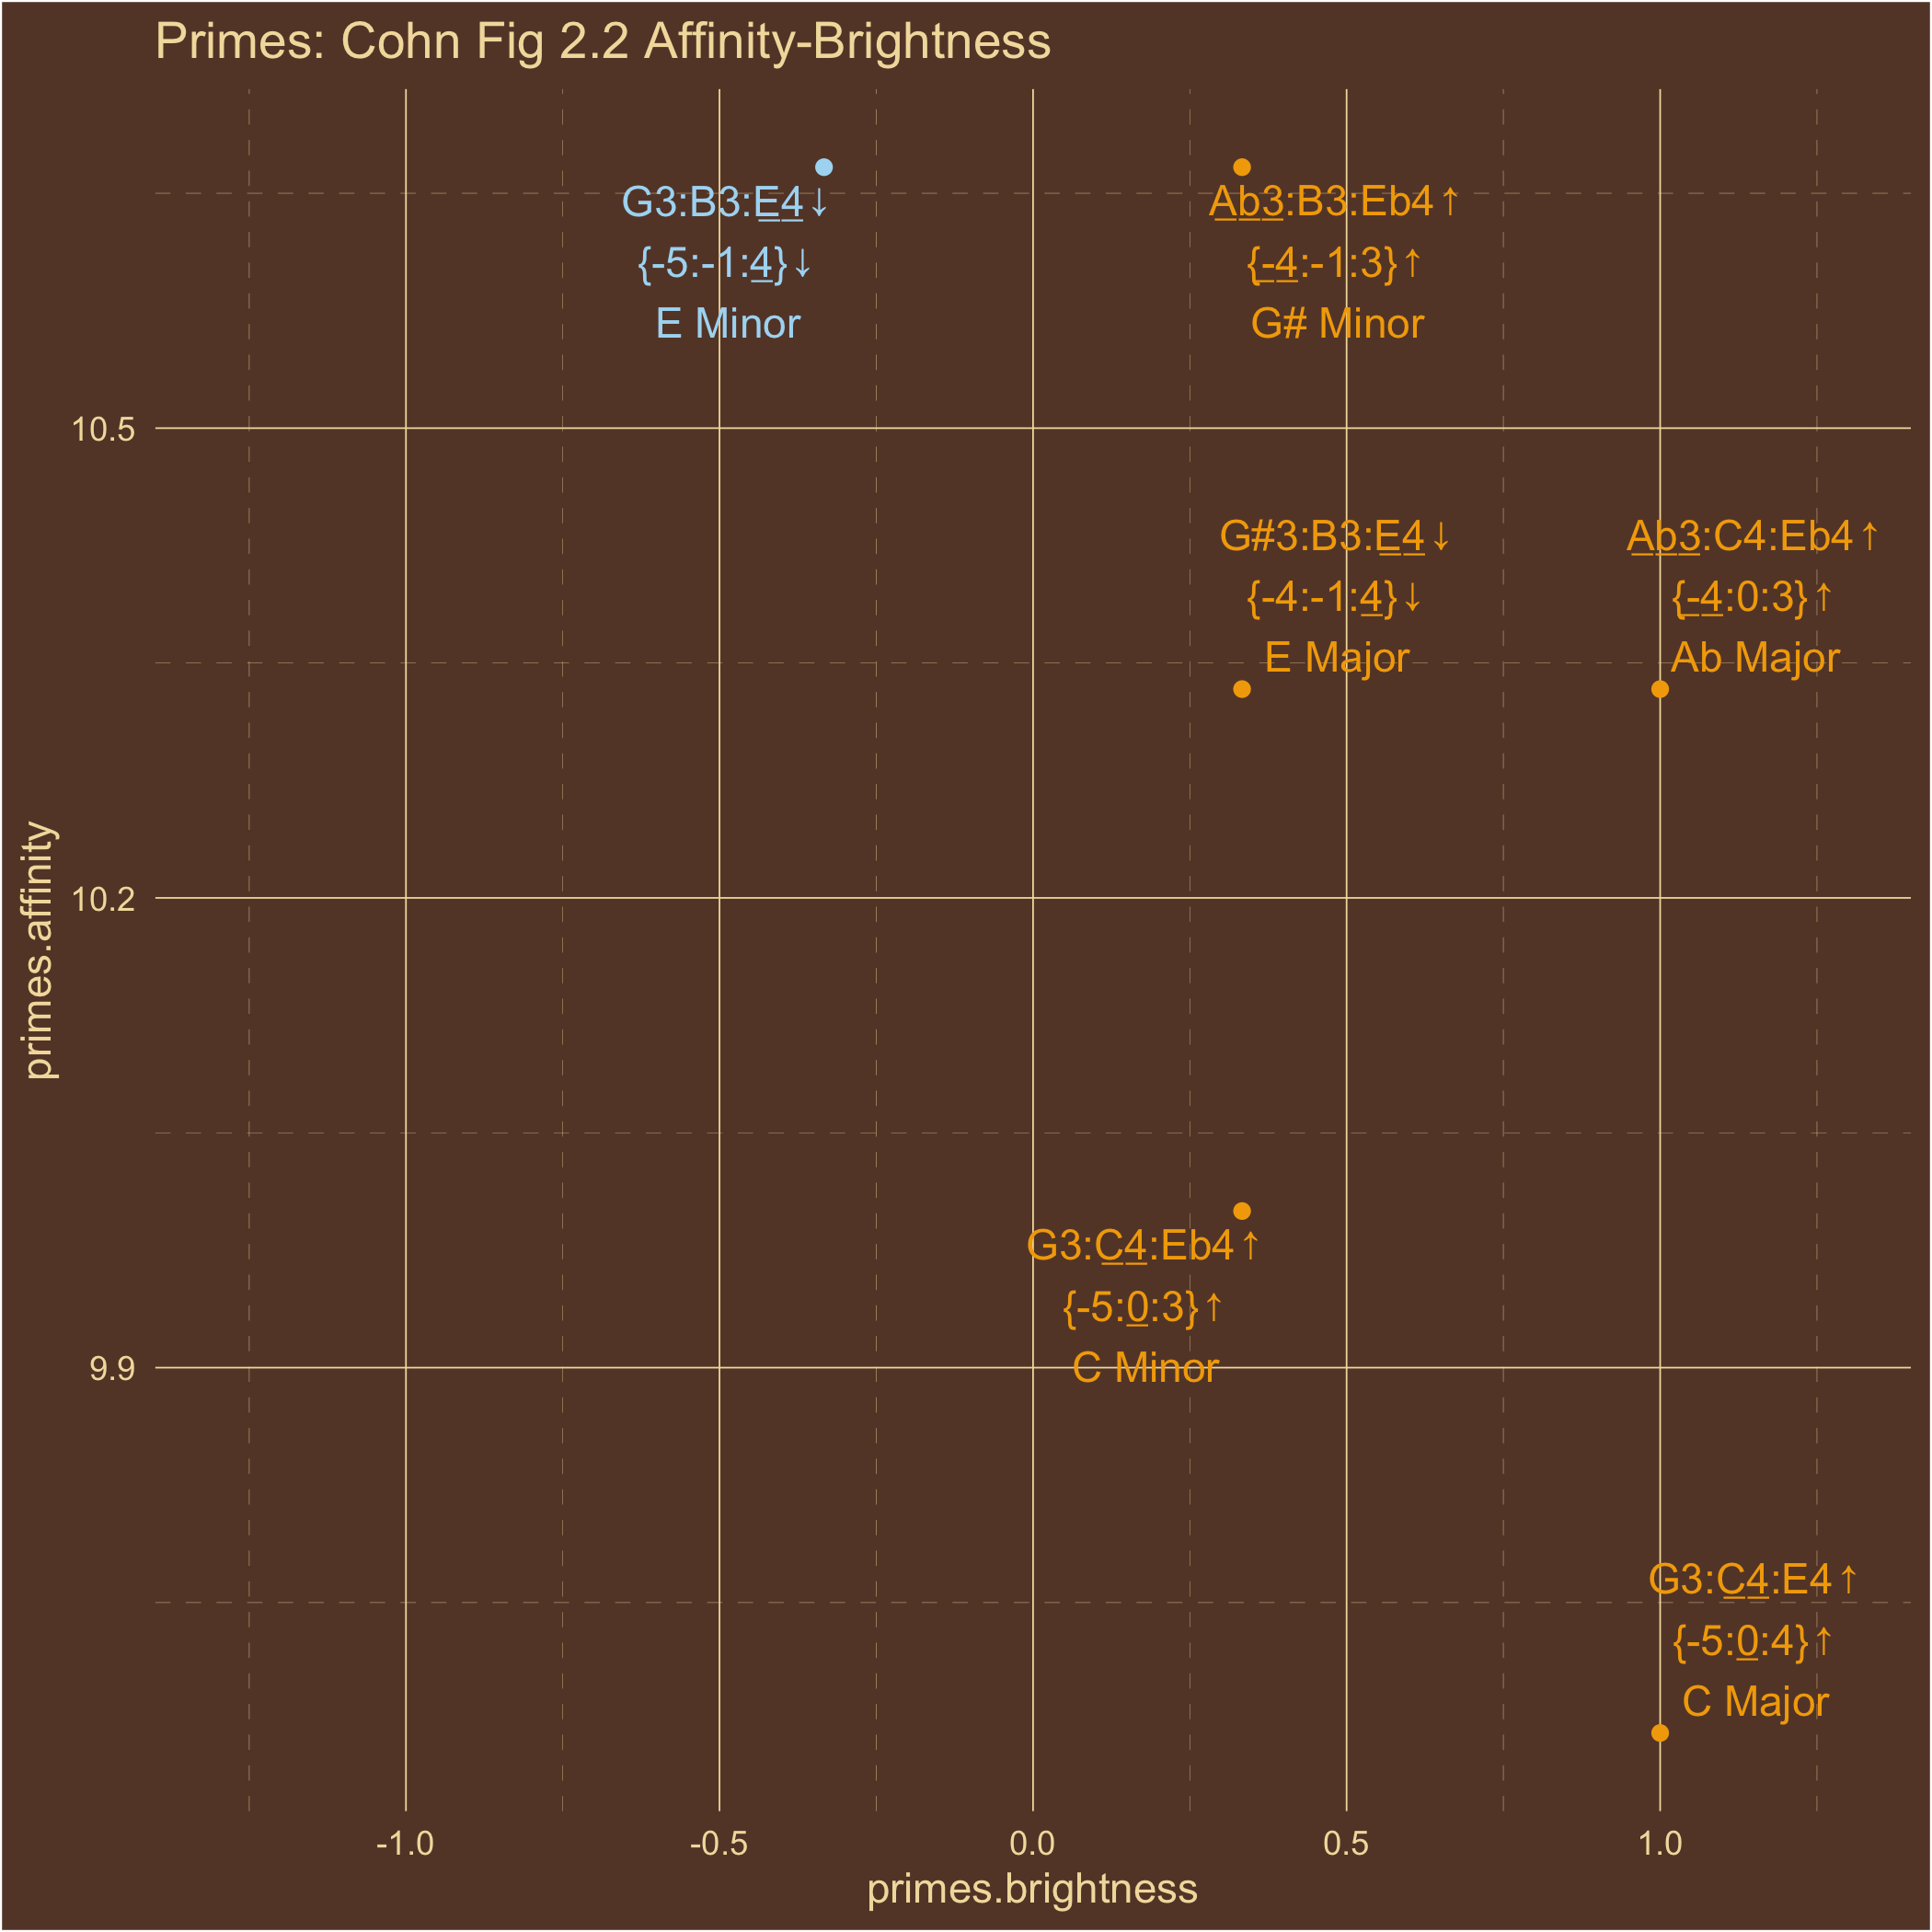 Primes: Cohn Fig 2.2 Affinity-Brightness
G3:B3:E4↓
{-5:-1:4}↓
E Minor
Ab3:B3:Eb4↑
{-4:-1:3}↑
G# Minor
10.5
G#3:B3:E4↓
{-4:-1:4}↓
E Major
Ab3:C4:Eb4↑
{-4:0:3}↑
Ab Major
10.2
primes.affinity
G3:C4:Eb4↑
{-5:0:3}↑
C Minor
9.9
G3:C4:E4↑
{-5:0:4}↑
C Major
-1.0 -0.5 0.0 0.5 1.0
primes.brightness